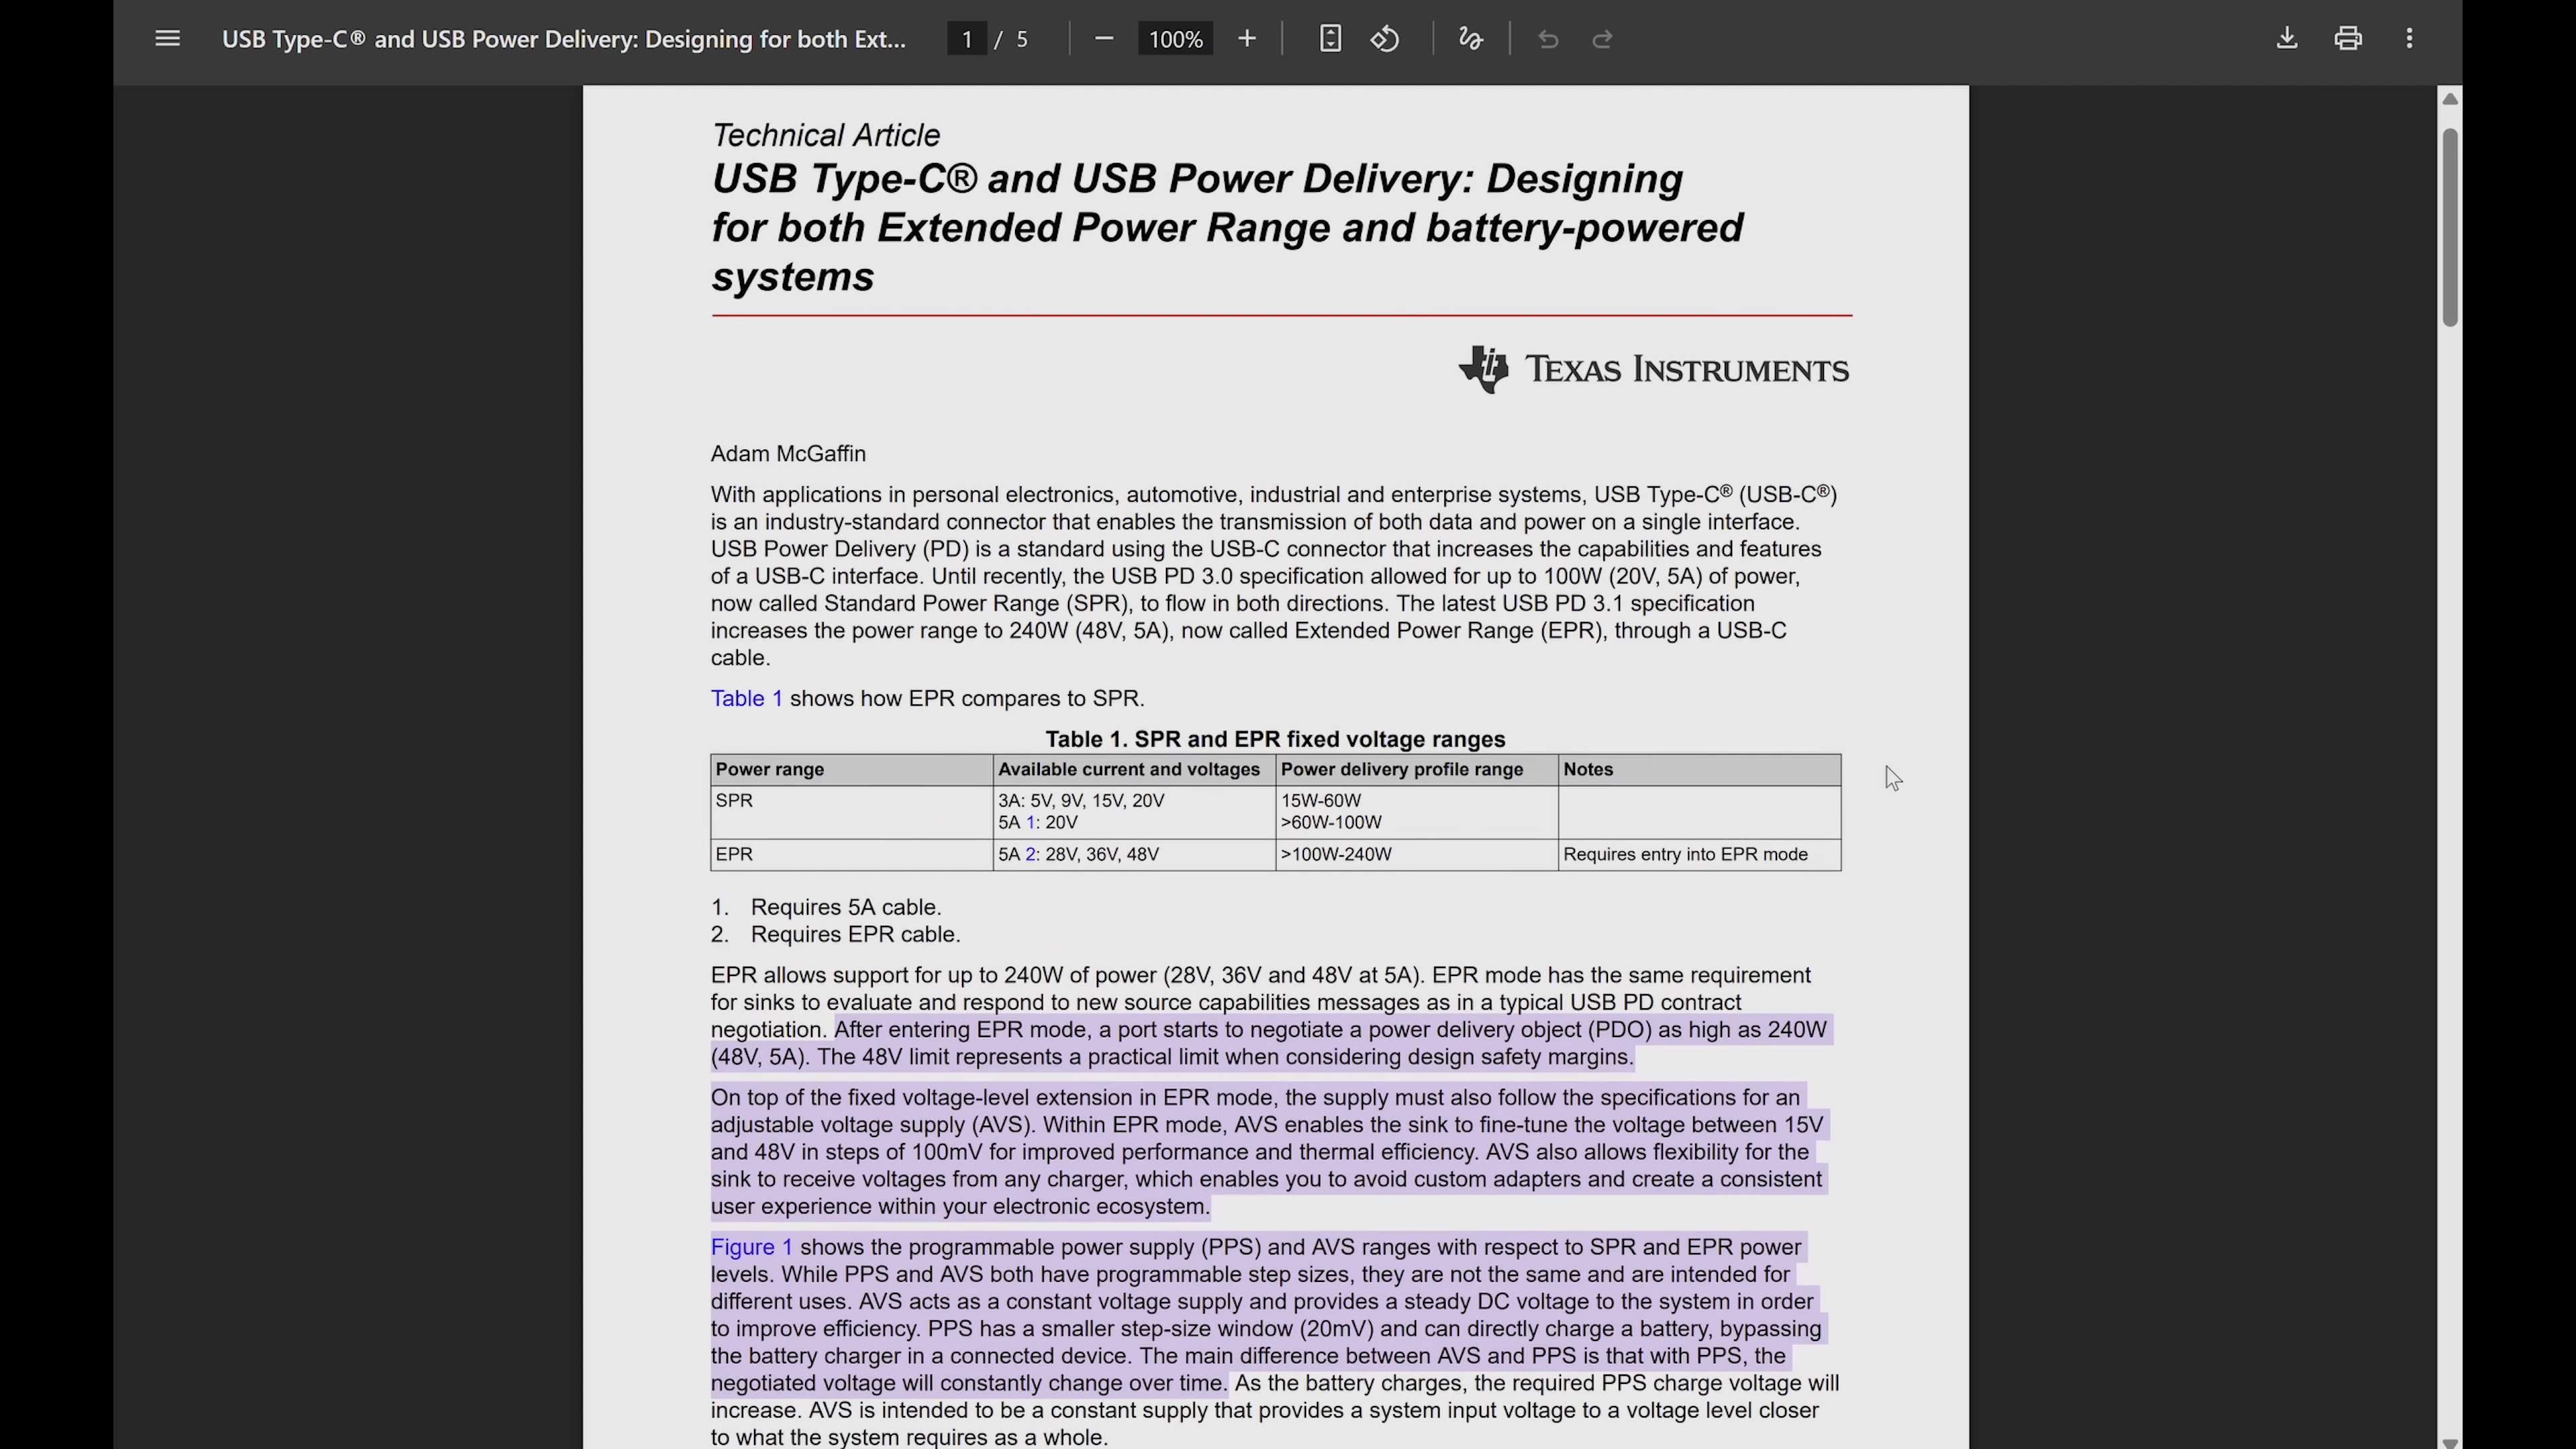 USB Type-C® and USB Power Delivery: Designing for both Ext...
1 / 5
100%
Technical Article
USB Type-C® and USB Power Delivery: Designing
for both Extended Power Range and battery-powered
systems
TEXAS INSTRUMENTS
Adam McGaffin
With applications in personal electronics, automotive, industrial and enterprise systems, USB Type-C® (USB-C®)
is an industry-standard connector that enables the transmission of both data and power on a single interface.
USB Power Delivery (PD) is a standard using the USB-C connector that increases the capabilities and features
of a USB-C interface. Until recently, the USB PD 3.0 specification allowed for up to 100W (20V, 5A) of power,
now called Standard Power Range (SPR), to flow in both directions. The latest USB PD 3.1 specification
increases the power range to 240W (48V, 5A), now called Extended Power Range (EPR), through a USB-C
cable.
Table 1 shows how EPR compares to SPR.
Table 1. SPR and EPR fixed voltage ranges
Power range Available current and voltages Power delivery profile range Notes
SPR 3A: 5V, 9V, 15V, 20V 15W-60W
5A 1: 20V >60W-100W
EPR 5A 2: 28V, 36V, 48V >100W-240W Requires entry into EPR mode
1. Requires 5A cable.
2. Requires EPR cable.
EPR allows support for up to 240W of power (28V, 36V and 48V at 5A). EPR mode has the same requirement
for sinks to evaluate and respond to new source capabilities messages as in a typical USB PD contract
negotiation. After entering EPR mode, a port starts to negotiate a power delivery object (PDO) as high as 240W
(48V, 5A). The 48V limit represents a practical limit when considering design safety margins.
On top of the fixed voltage-level extension in EPR mode, the supply must also follow the specifications for an
adjustable voltage supply (AVS). Within EPR mode, AVS enables the sink to fine-tune the voltage between 15V
and 48V in steps of 100mV for improved performance and thermal efficiency. AVS also allows flexibility for the
sink to receive voltages from any charger, which enables you to avoid custom adapters and create a consistent
user experience within your electronic ecosystem.
Figure 1 shows the programmable power supply (PPS) and AVS ranges with respect to SPR and EPR power
levels. While PPS and AVS both have programmable step sizes, they are not the same and are intended for
different uses. AVS acts as a constant voltage supply and provides a steady DC voltage to the system in order
to improve efficiency. PPS has a smaller step-size window (20mV) and can directly charge a battery, bypassing
the battery charger in a connected device. The main difference between AVS and PPS is that with PPS, the
negotiated voltage will constantly change over time. As the battery charges, the required PPS charge voltage will
increase. AVS is intended to be a constant supply that provides a system input voltage to a voltage level closer
to what the system requires as a whole.